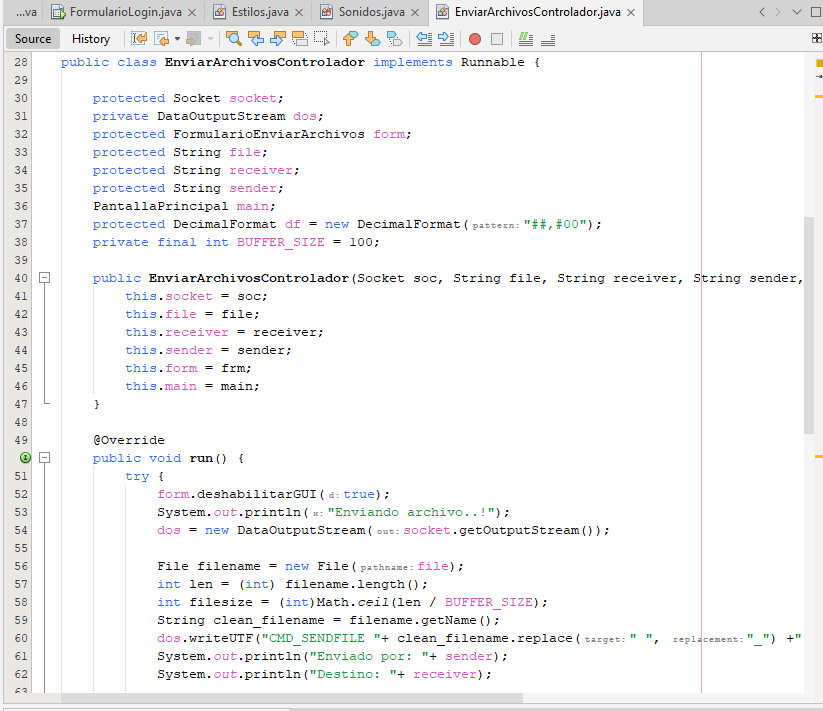 ...va FormularioLogin.java × Estilos.java × Sonidos.java × EnviarArchivosControlador.java ×
Source History
28 public class EnviarArchivosControlador implements Runnable {
29
30 protected Socket socket;
31 private DataOutputStream dos;
32 protected FormularioEnviarArchivos form;
33 protected String file;
34 protected String receiver;
35 protected String sender;
36 PantallaPrincipal main;
37 protected DecimalFormat df = new DecimalFormat(pattern: "##,#00");
38 private final int BUFFER_SIZE = 100;
39
40 public EnviarArchivosControlador(Socket soc, String file, String receiver, String sender,
41 this.socket = soc;
42 this.file = file;
43 this.receiver = receiver;
44 this.sender = sender;
45 this.form = frm;
46 this.main = main;
47 }
48
49 @Override
public void run() {
51 try {
52 form.deshabilitarGUI(d: true);
53 System.out.println(x: "Enviando archivo..!");
54 dos = new DataOutputStream(out: socket.getOutputStream());
55
56 File filename = new File(pathname: file);
57 int len = (int) filename.length();
58 int filesize = (int)Math.ceil(len / BUFFER_SIZE);
59 String clean_filename = filename.getName();
60 dos.writeUTF("CMD_SENDFILE "+ clean_filename.replace(target: " ", replacement: "_") +"
61 System.out.println("Enviado por: "+ sender);
62 System.out.println("Destino: "+ receiver);
63